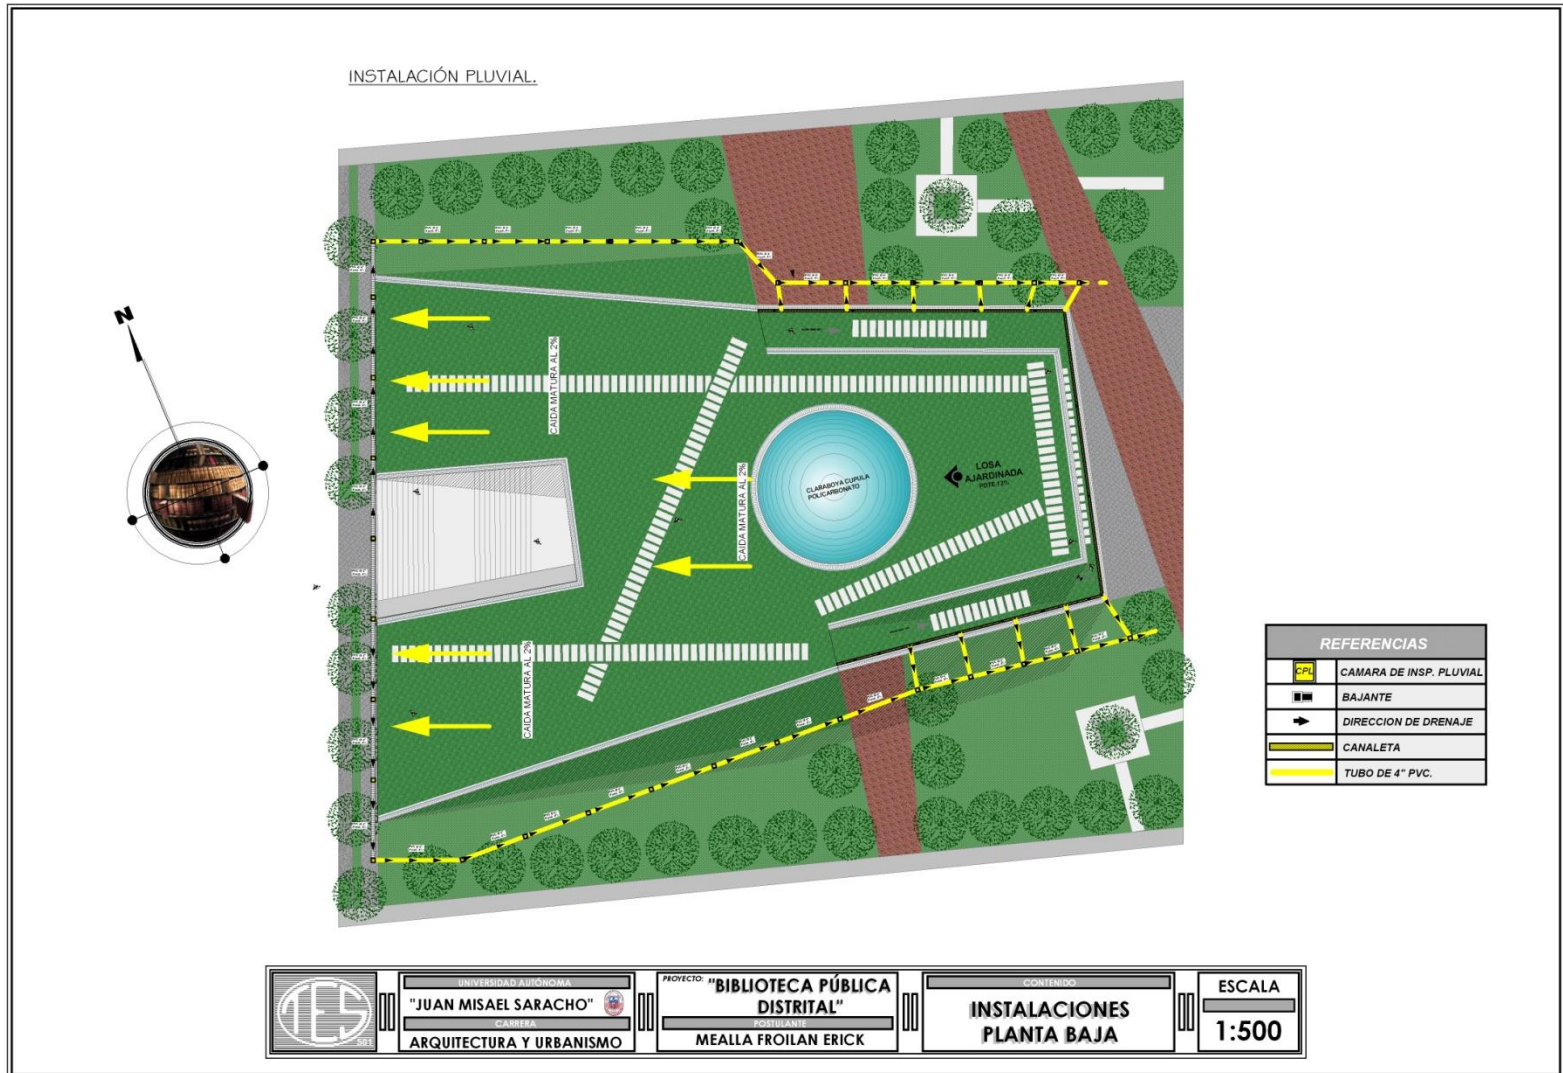 INSTALACIÓN PLUVIAL.
N
CAIDA MATURA AL 2%
CAIDA MATURA AL 2%
CAIDA MATURA AL 2%
CLARABOYA CUPULA
POLICARBONATO
LOSA
AJARDINADA
REFERENCIAS
CPL
CAMARA DE INSP. PLUVIAL
BAJANTE
DIRECCION DE DRENAJE
CANALETA
TUBO DE 4" PVC.
TES
501
UNIVERSIDAD AUTÓNOMA
"JUAN MISAEL SARACHO"
CARRERA
ARQUITECTURA Y URBANISMO
PROYECTO: "BIBLIOTECA PÚBLICA
DISTRITAL"
POSTULANTE
MEALLA FROILAN ERICK
CONTENIDO
INSTALACIONES
PLANTA BAJA
ESCALA
1:500